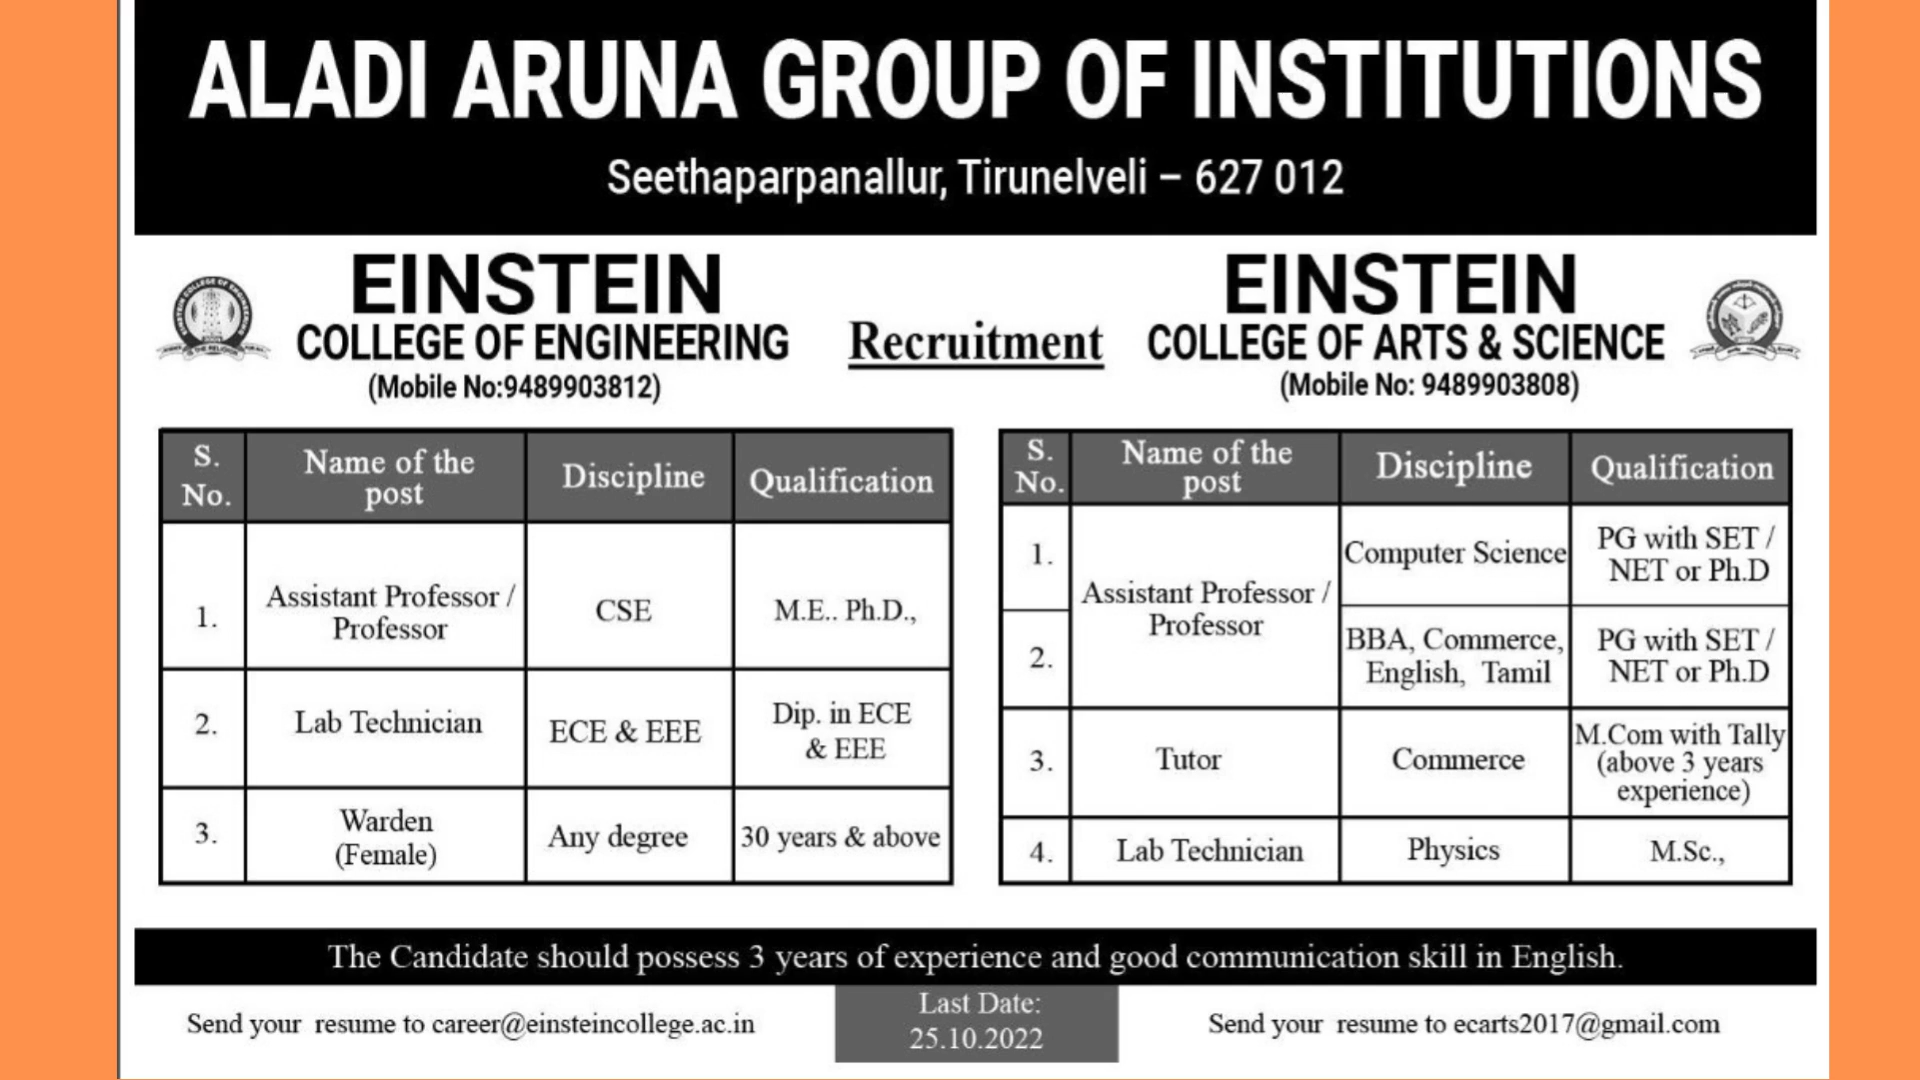 ALADI ARUNA GROUP OF INSTITUTIONS
Seethaparpanallur, Tirunelveli – 627 012
EINSTEIN
COLLEGE OF ENGINEERING
(Mobile No:9489903812)
Recruitment
EINSTEIN
COLLEGE OF ARTS & SCIENCE
(Mobile No: 9489903808)
S. No. Name of the post Discipline Qualification
1. Assistant Professor / Professor CSE M.E.. Ph.D.,
2. Lab Technician ECE & EEE Dip. in ECE & EEE
3. Warden (Female) Any degree 30 years & above
S. No. Name of the post Discipline Qualification
1. Assistant Professor / Professor Computer Science PG with SET / NET or Ph.D
2. BBA, Commerce, English, Tamil PG with SET / NET or Ph.D
3. Tutor Commerce M.Com with Tally (above 3 years experience)
4. Lab Technician Physics M.Sc.,
The Candidate should possess 3 years of experience and good communication skill in English.
Send your resume to career@einsteincollege.ac.in
Last Date:
25.10.2022
Send your resume to ecarts2017@gmail.com